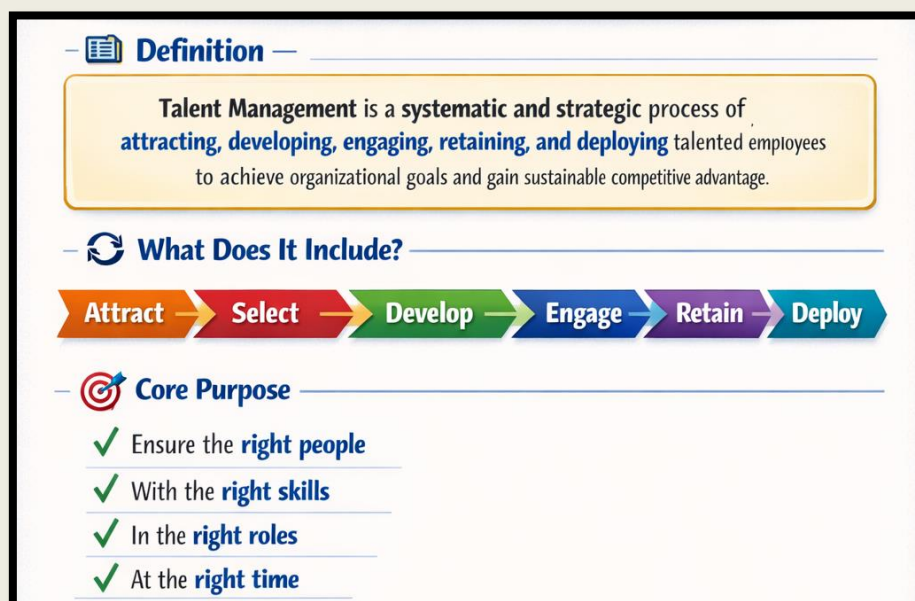 Definition
Talent Management is a systematic and strategic process of
attracting, developing, engaging, retaining, and deploying talented employees
to achieve organizational goals and gain sustainable competitive advantage.
What Does It Include?
Attract Select Develop Engage Retain Deploy
Core Purpose
Ensure the right people
With the right skills
In the right roles
At the right time